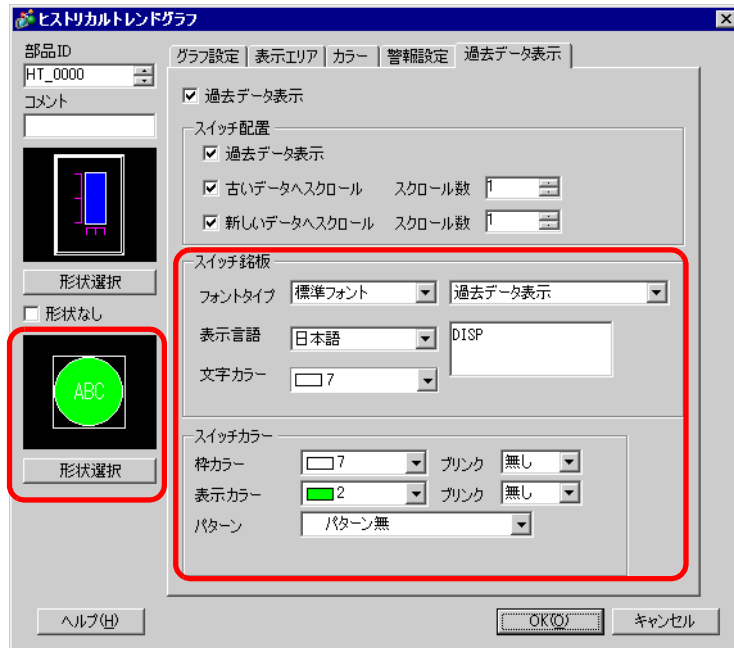 ヒストリカルトレンドグラフ
部品ID
HT_0000
コメント
形状選択
形状なし
ABC
形状選択
グラフ設定 表示エリア カラー 警報設定 過去データ表示
過去データ表示
スイッチ配置
過去データ表示
古いデータへスクロール スクロール数 1
新しいデータへスクロール スクロール数 1
スイッチ銘板
フォントタイプ 標準フォント 過去データ表示
表示言語 日本語 DISP
文字カラー 7
スイッチカラー
枠カラー 7 ブリンク 無し
表示カラー 2 ブリンク 無し
パターン パターン無
ヘルプ(H) OK(O) キャンセル